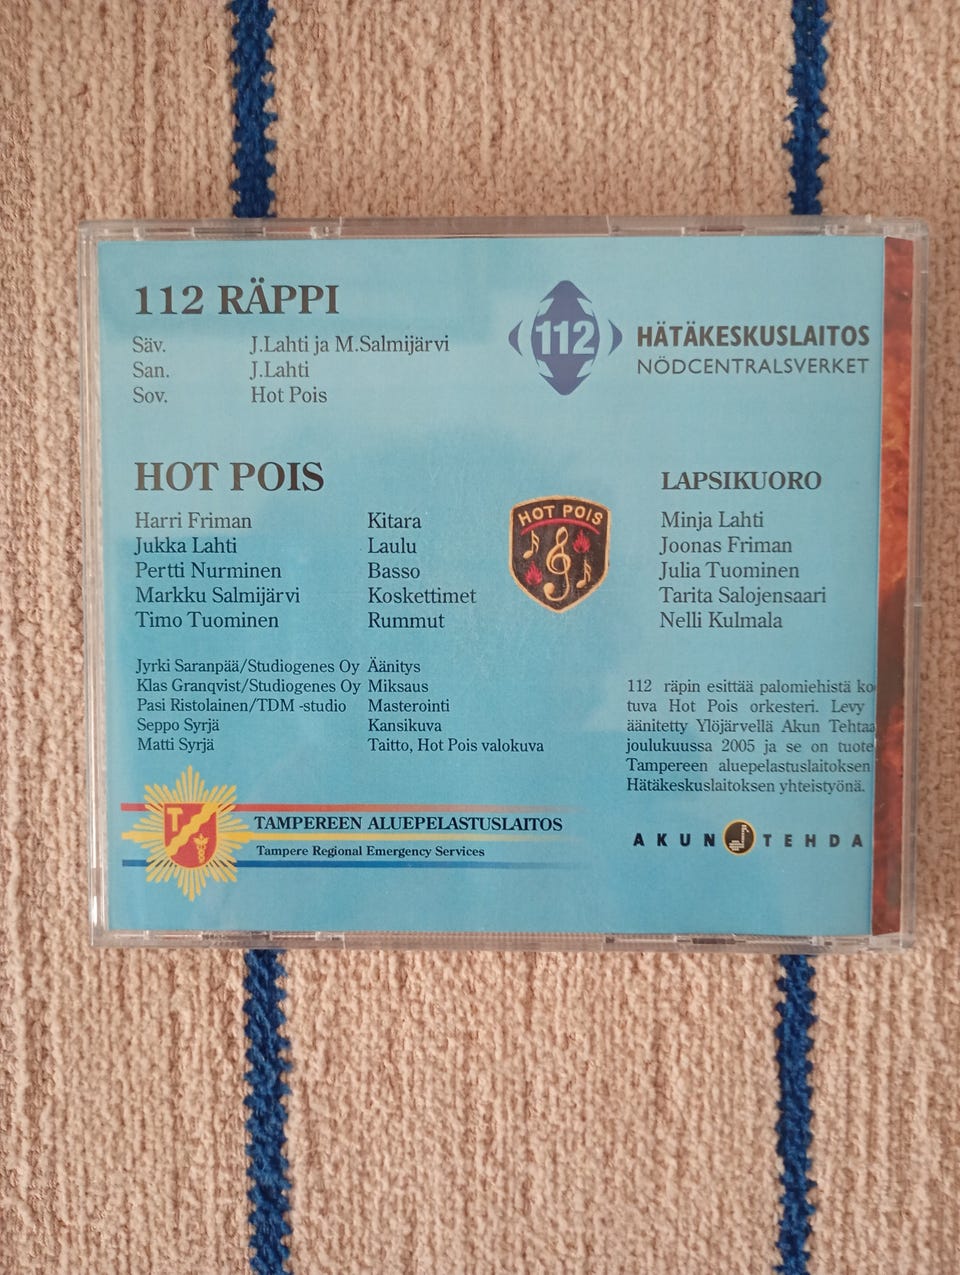 112 RÄPPI
Säv. J.Lahti ja M.Salmijärvi
San. J.Lahti
Sov. Hot Pois
112
HÄTÄKESKUSLAITOS
NÖDCENTRALSVERKET
HOT POIS
Harri Friman Kitara
Jukka Lahti Laulu
Pertti Nurminen Basso
Markku Salmijärvi Koskettimet
Timo Tuominen Rummut
HOT POIS
LAPSIKUORO
Minja Lahti
Joonas Friman
Julia Tuominen
Tarita Salojensaari
Nelli Kulmala
Jyrki Saranpää/Studiogenes Oy Äänitys
Klas Granqvist/Studiogenes Oy Miksaus
Pasi Ristolainen/TDM -studio Masterointi
Seppo Syrjä Kansikuva
Matti Syrjä Taitto, Hot Pois valokuva
112 räpin esittää palomiehistä ko
tuva Hot Pois orkesteri. Levy
äänitetty Ylöjärvellä Akun Tehtaa
joulukuussa 2005 ja se on tuote
Tampereen aluepelastuslaitoksen
Hätäkeskuslaitoksen yhteistyönä.
T
TAMPEREEN ALUEPELASTUSLAITOS
Tampere Regional Emergency Services
AKUN TEHDA